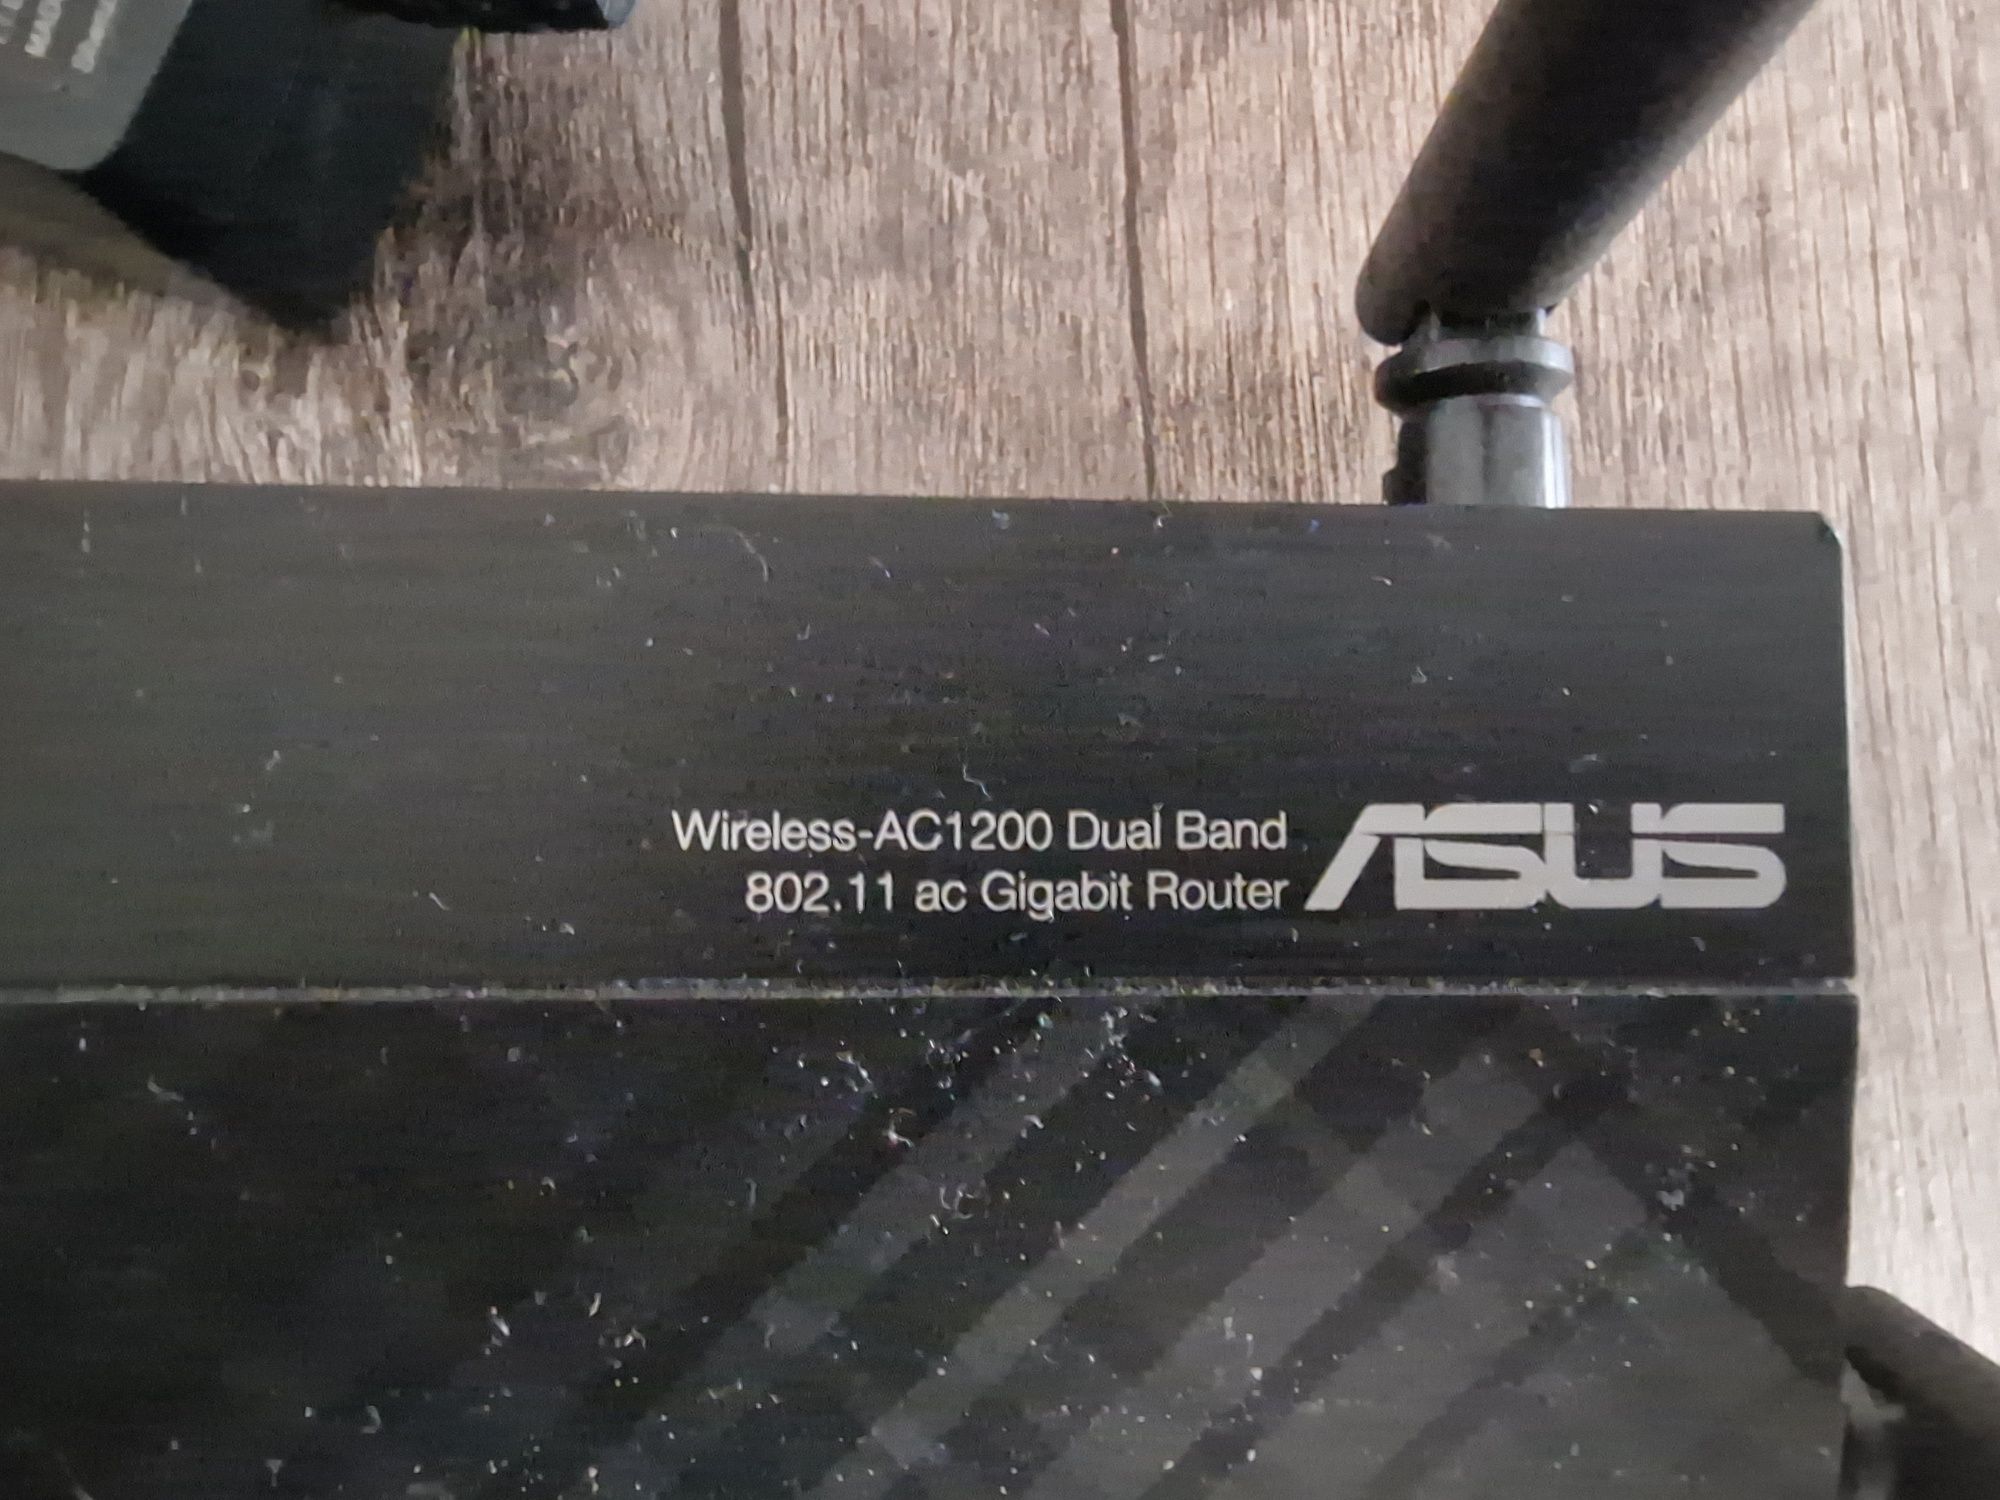 Wireless-AC1200 Dual Band
802.11 ac Gigabit Router
ASUS